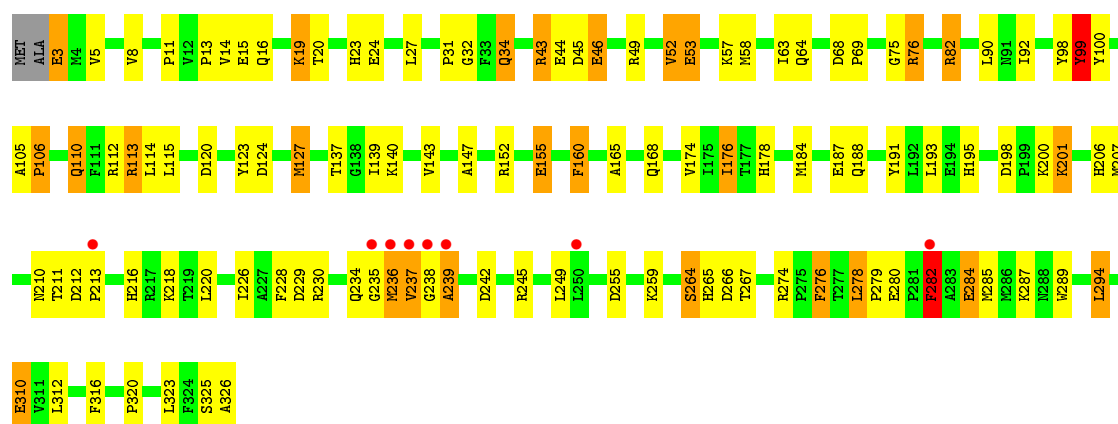 MET ALA E3 M4 V5 V8 P11 V12 P13 V14 E15 Q16 K19 T20 H23 E24 L27 P31 G32 F33 Q34 R43 E44 D45 E46 R49 V52 E53 K57 M58 I63 Q64 D68 P69 G75 R76 R82 L90 N91 I92 Y98 Y99 Y100
A105 P106 Q110 F111 R112 R113 L114 L115 D120 Y123 D124 M127 T137 G138 I139 K140 V143 A147 R152 E155 F160 A165 Q168 V174 I175 I176 T177 H178 M184 E187 Q188 Y191 L192 L193 E194 H195 D198 P199 K200 K201 H206 M207
N210 T211 D212 P213 H216 R217 K218 T219 L220 I226 A227 F228 D229 R230 Q234 G235 M236 V237 G238 A239 D242 R245 L249 L250 D255 K259 S264 H265 D266 T267 R274 P275 F276 T277 L278 P279 E280 P281 F282 A283 E284 M285 M286 K287 N288 W289 L294
E310 V311 L312 F316 P320 L323 F324 S325 A326